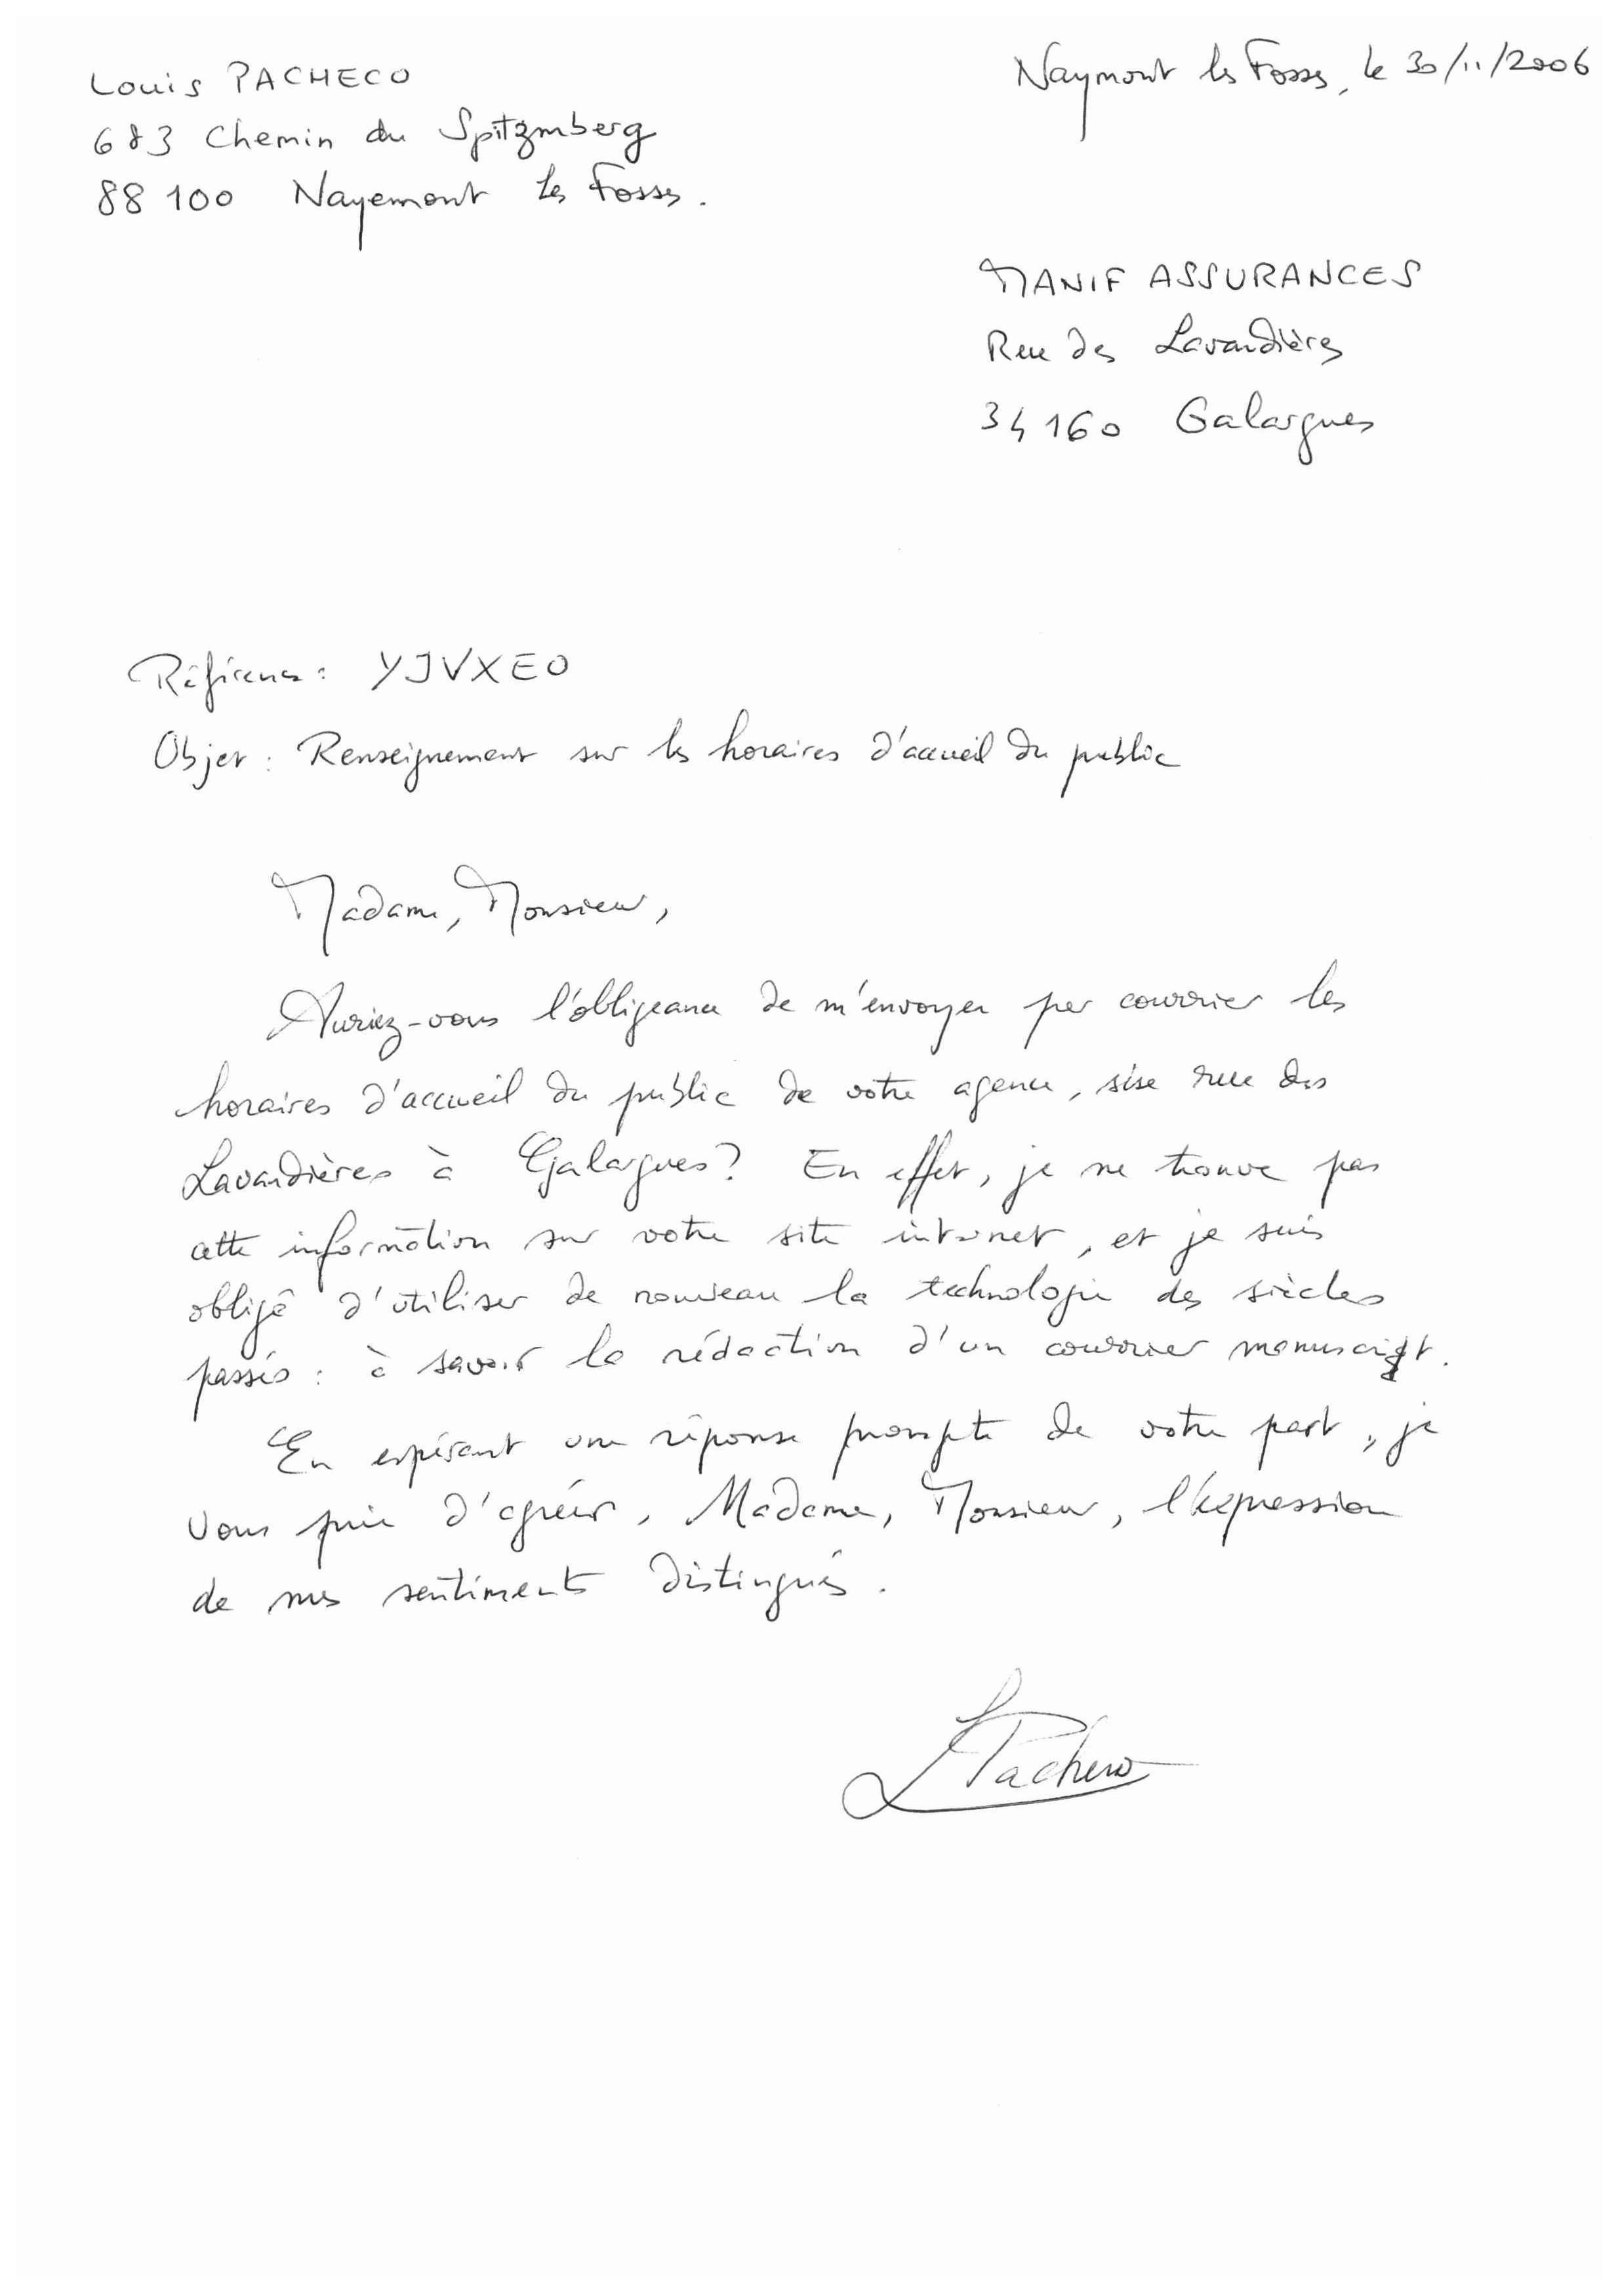 Louis PACHECO
683 Chemin du Spitzmberg
88 100 Nayemont les Fosses.
Naymont les Fosses, le 30/11/2006
MANIF ASSURANCES
Rue des Lavandières
34 160 Galargues
Référence : YJVXEO
Objet : Renseignement sur les horaires d'accueil du public
Madame, Monsieur,
Auriez-vous l'obligeance de m'envoyer par courrier les
horaires d'accueil du public de votre agence, sise rue des
Lavandières à Galargues ? En effet, je ne trouve pas
cette information sur votre site internet, et je suis
obligé d'utiliser de nouveau la technologie des siècles
passés : à savoir la rédaction d'un courrier manuscript.
En espérant une réponse prompte de votre part, je
vous prie d'agréer, Madame, Monsieur, l'expression
de mes sentiments distingués.
L Pacheco